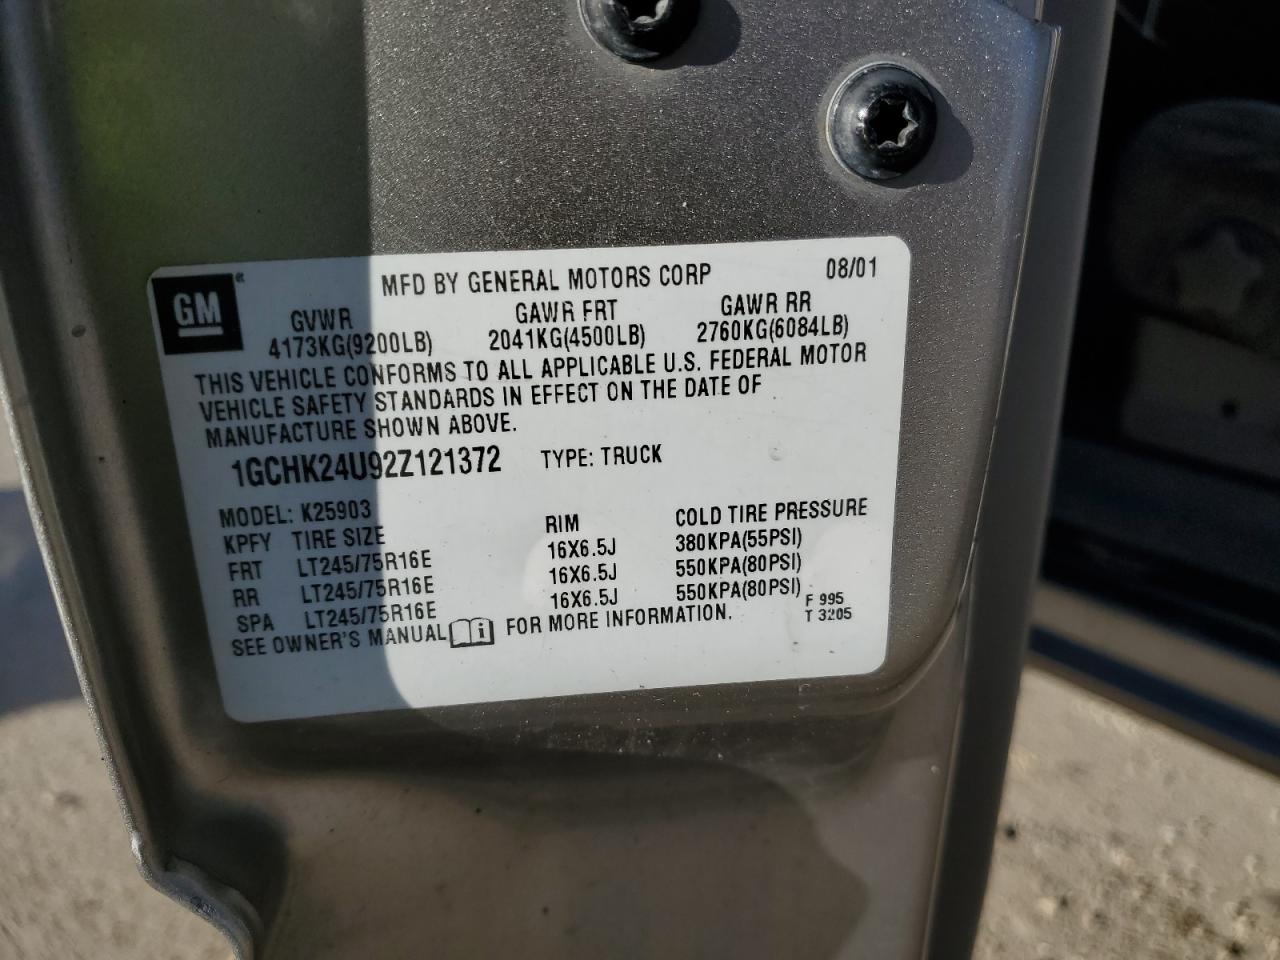 GM®
MFD BY GENERAL MOTORS CORP 08/01
GVWR GAWR FRT GAWR RR
4173KG(9200LB) 2041KG(4500LB) 2760KG(6084LB)
THIS VEHICLE CONFORMS TO ALL APPLICABLE U.S. FEDERAL MOTOR
VEHICLE SAFETY STANDARDS IN EFFECT ON THE DATE OF
MANUFACTURE SHOWN ABOVE.
1GCHK24U92Z121372 TYPE: TRUCK
MODEL: K25903
KPFY TIRE SIZE RIM COLD TIRE PRESSURE
FRT LT245/75R16E 16X6.5J 380KPA(55PSI)
RR LT245/75R16E 16X6.5J 550KPA(80PSI)
SPA LT245/75R16E 16X6.5J 550KPA(80PSI)
SEE OWNER'S MANUAL FOR MORE INFORMATION.
F 995
T 3205